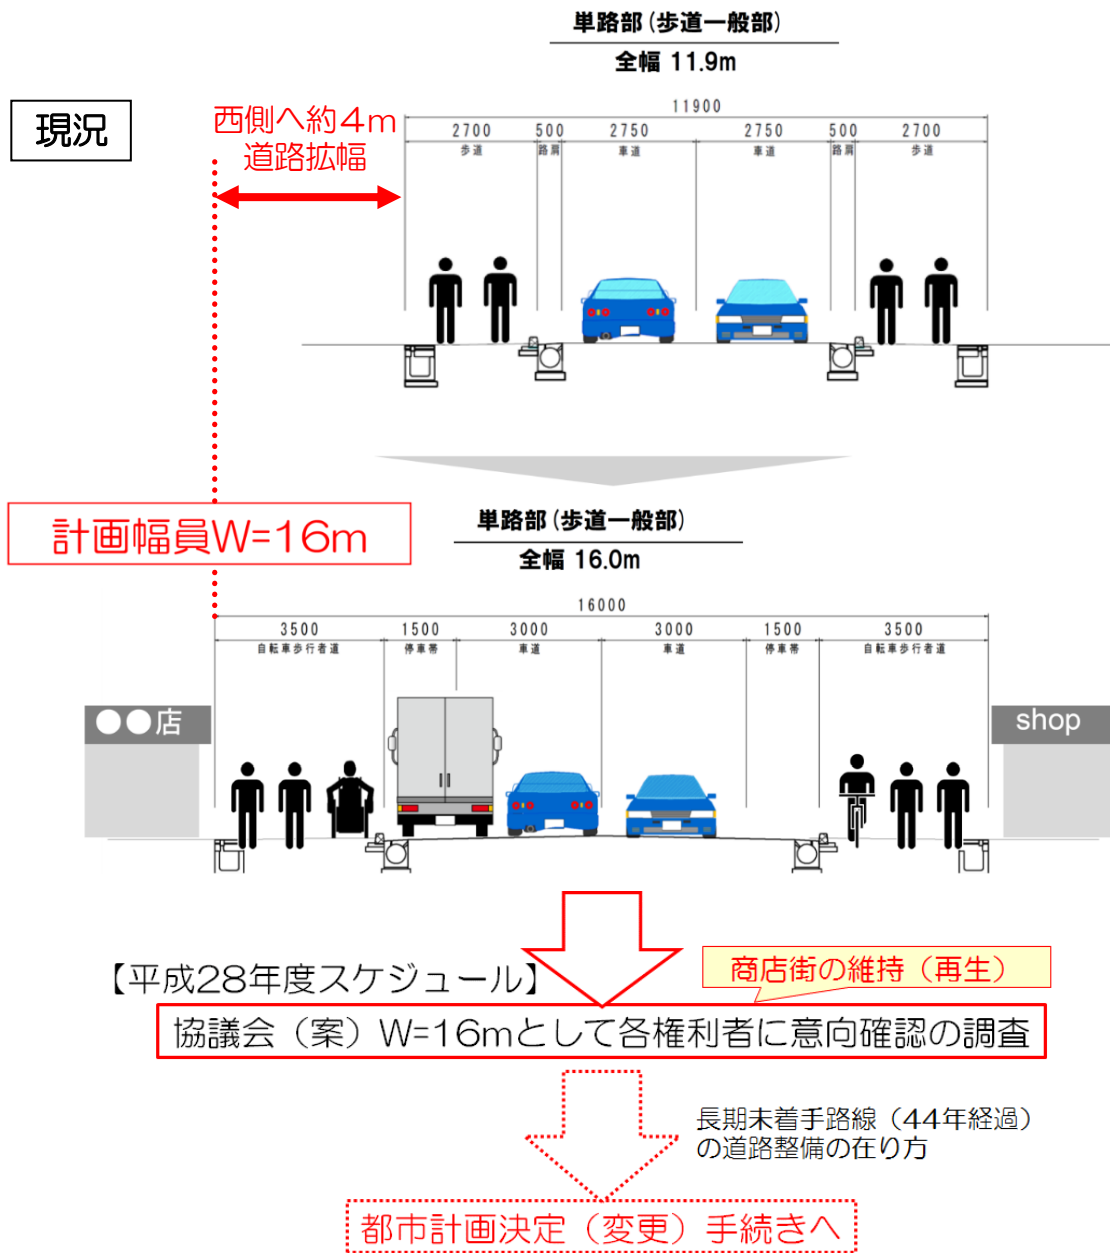 単路部(歩道一般部)
全幅 11.9m
現況
西側へ約4m
道路拡幅
11900
2700 500 2750 2750 500 2700
歩道 路肩 車道 車道 路肩 歩道
計画幅員W=16m
単路部(歩道一般部)
全幅 16.0m
16000
3500 1500 3000 3000 1500 3500
自転車歩行者道 停車帯 車道 車道 停車帯 自転車歩行者道
●●店
shop
【平成28年度スケジュール】
商店街の維持(再生)
協議会(案)W=16mとして各権利者に意向確認の調査
長期未着手路線(44年経過)
の道路整備の在り方
都市計画決定(変更)手続きへ